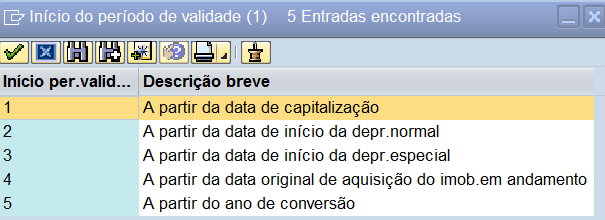 Início do período de validade (1) 5 Entradas encontradas
Início per.valid... Descrição breve
1 A partir da data de capitalização
2 A partir da data de início da depr.normal
3 A partir da data de início da depr.especial
4 A partir da data original de aquisição do imob.em andamento
5 A partir do ano de conversão